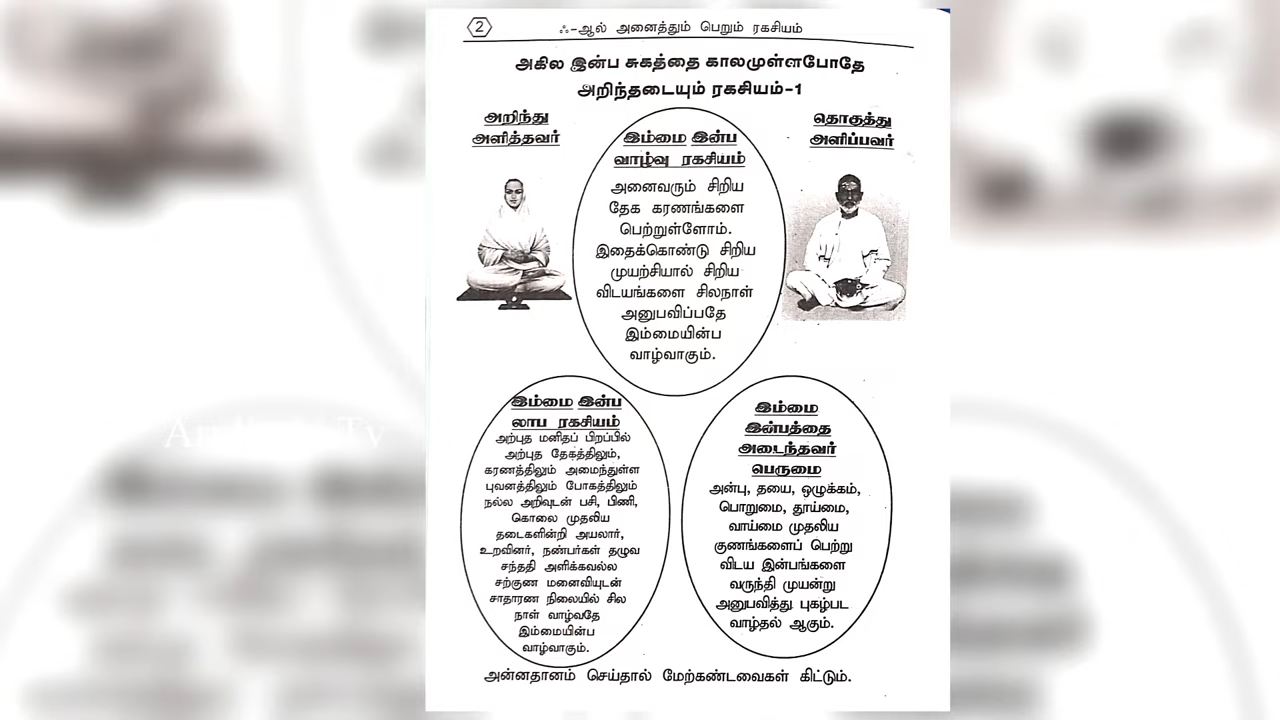 2
ஃ-ஆல் அனைத்தும் பெறும் ரகசியம்
அகில இன்ப சுகத்தை காலமுள்ளபோதே
அறிந்தடையும் ரகசியம்-1
அறிந்து
அளித்தவர்
இம்மை இன்ப
வாழ்வு ரகசியம்
அனைவரும் சிறிய
தேக கரணங்களை
பெற்றுள்ளோம்.
இதைக்கொண்டு சிறிய
முயற்சியால் சிறிய
விடயங்களை சிலநாள்
அனுபவிப்பதே
இம்மையின்ப
வாழ்வாகும்.
தொகுத்து
அளிப்பவர்
இம்மை இன்ப
லாப ரகசியம்
அற்புத மனிதப் பிறப்பில்
அற்புத தேகத்திலும்,
கரணத்திலும் அமைந்துள்ள
புவனத்திலும் போகத்திலும்
நல்ல அறிவுடன் பசி, பிணி,
கொலை முதலிய
தடைகளின்றி அயலார்,
உறவினர், நண்பர்கள் தழுவ
சந்ததி அளிக்கவல்ல
சற்குண மனைவியுடன்
சாதாரண நிலையில் சில
நாள் வாழ்வதே
இம்மையின்ப
வாழ்வாகும்.
இம்மை
இன்பத்தை
அடைந்தவர்
பெருமை
அன்பு, தயை, ஒழுக்கம்,
பொறுமை, தூய்மை,
வாய்மை முதலிய
குணங்களைப் பெற்று
விடய இன்பங்களை
வருந்தி முயன்று
அனுபவித்து புகழ்பட
வாழ்தல் ஆகும்.
அன்னதானம் செய்தால் மேற்கண்டவைகள் கிட்டும்.